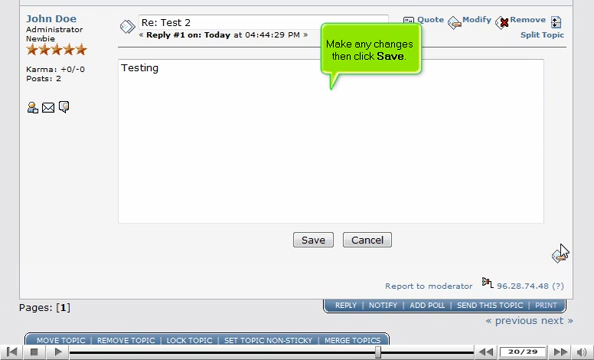 John Doe
Administrator
Newbie
Karma: +0/-0
Posts: 2
Re: Test 2
« Reply #1 on: Today at 04:44:29 PM »
Quote Modify Remove
Split Topic
Make any changes
then click Save.
Testing
Save Cancel
Report to moderator 96.28.74.48 (?)
Pages: [1]
REPLY | NOTIFY | ADD POLL | SEND THIS TOPIC | PRINT
« previous next »
MOVE TOPIC | REMOVE TOPIC | LOCK TOPIC | SET TOPIC NON-STICKY | MERGE TOPICS
20/29